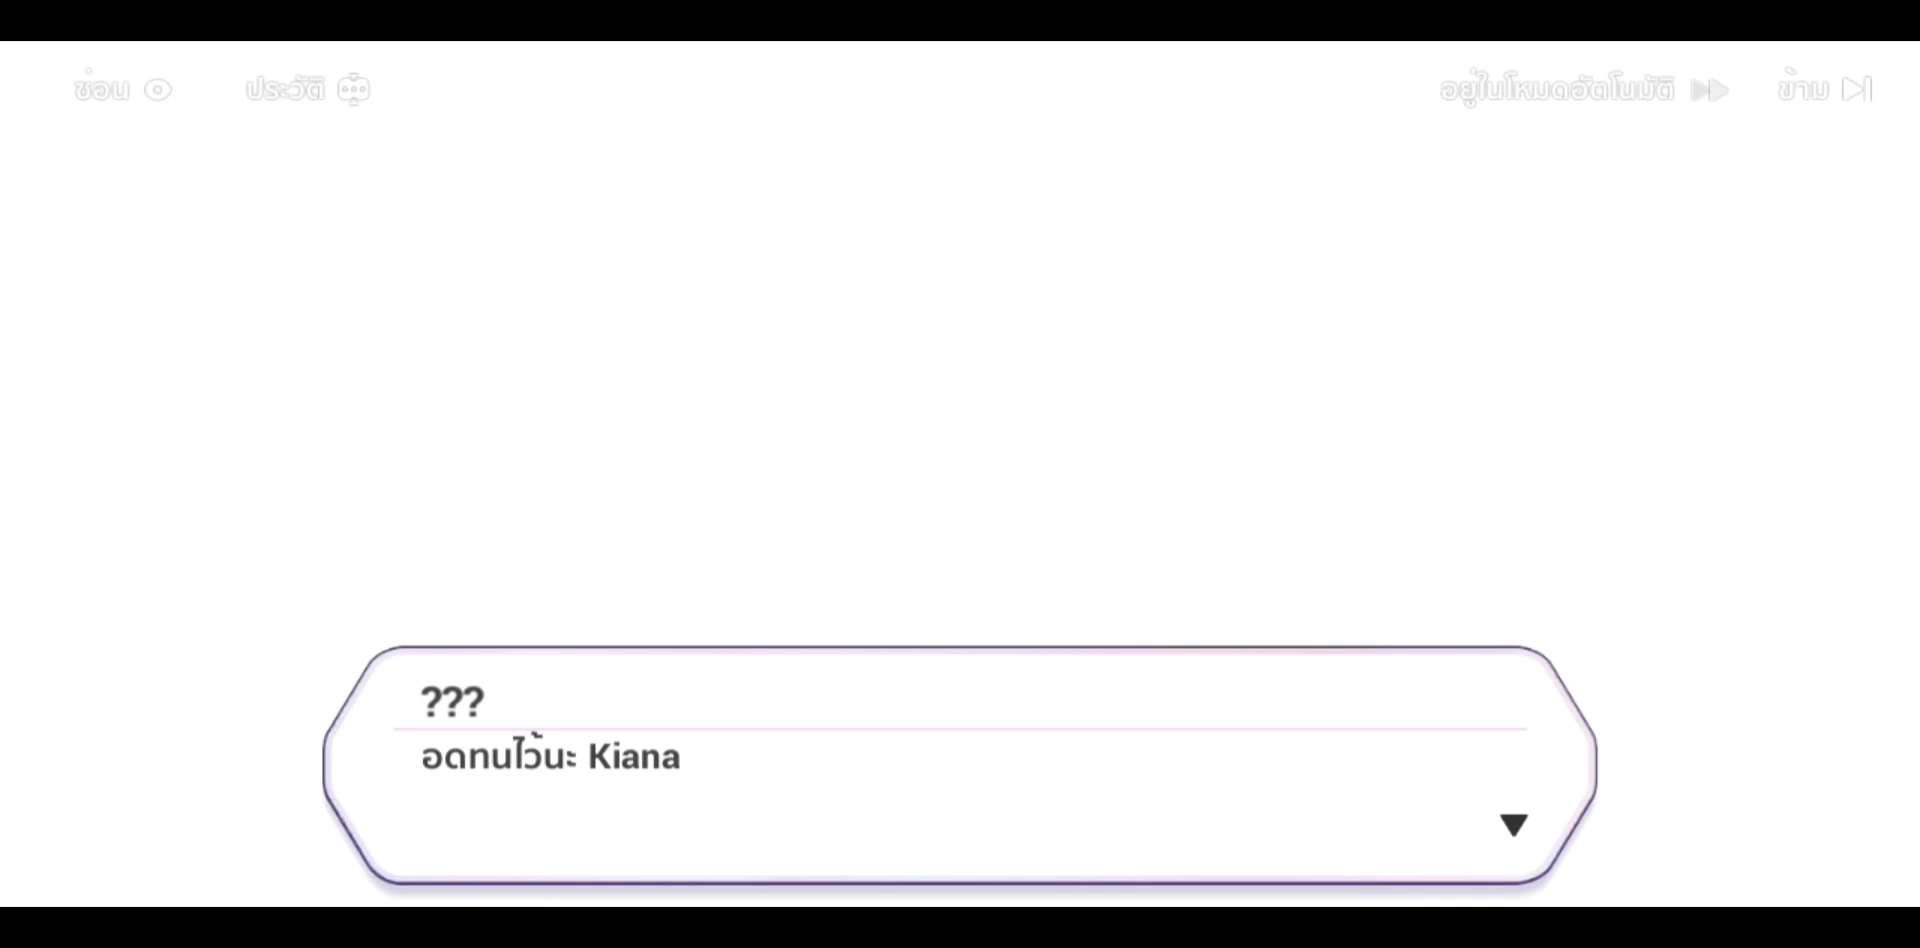 ซ่อน
ประวัติ
อยู่ในโหมดอัตโนมัติ
ข้าม
???
อดทนไว้นะ Kiana